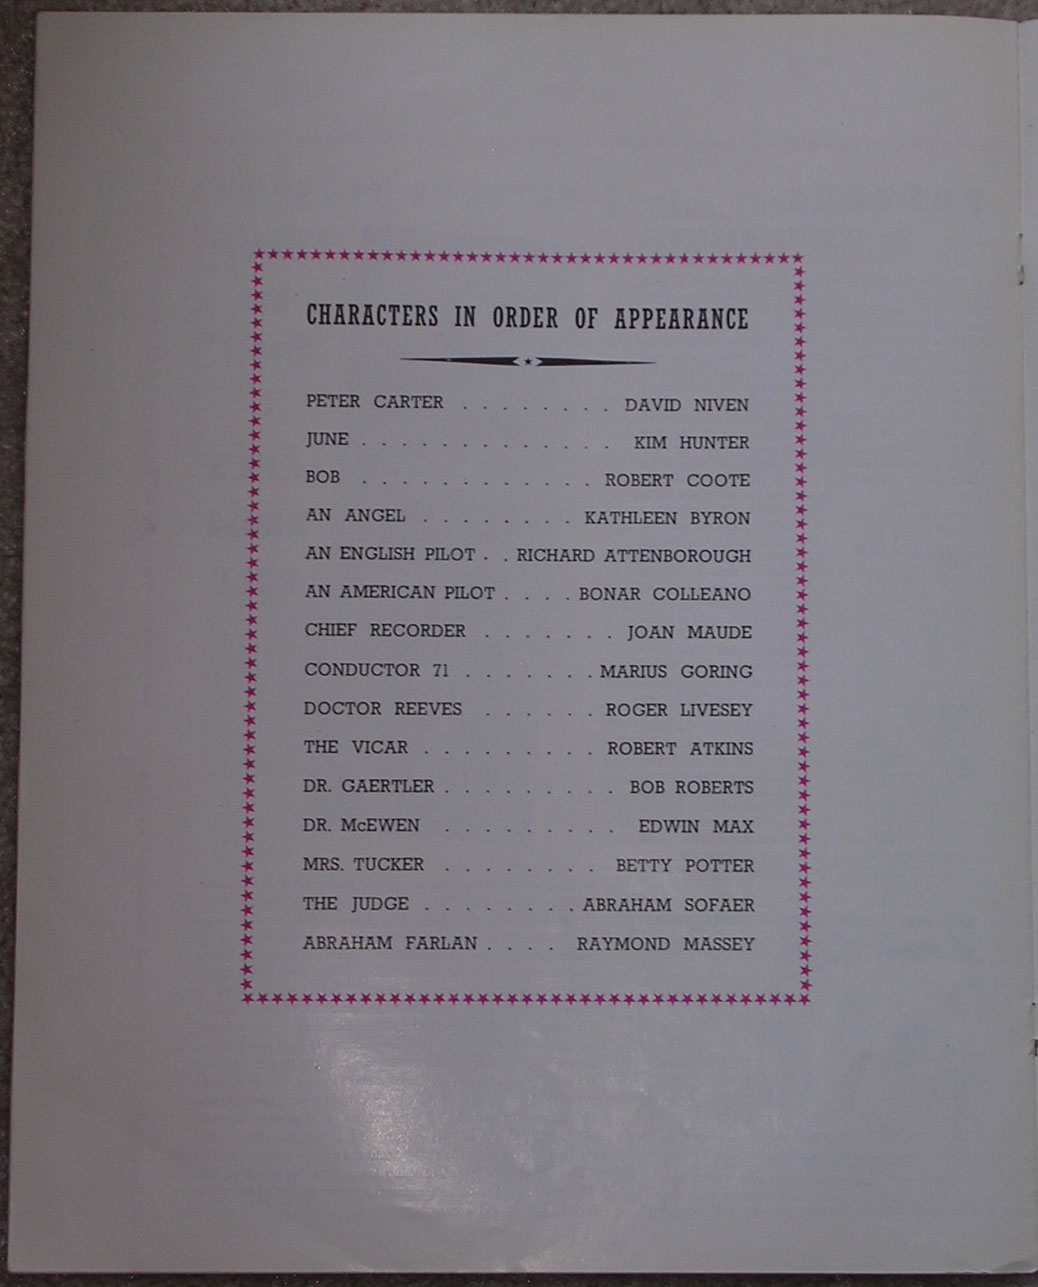 CHARACTERS IN ORDER OF APPEARANCE
PETER CARTER . . . . . . . . DAVID NIVEN
JUNE . . . . . . . . . . . . . KIM HUNTER
BOB . . . . . . . . . . . . ROBERT COOTE
AN ANGEL . . . . . . . . KATHLEEN BYRON
AN ENGLISH PILOT . . RICHARD ATTENBOROUGH
AN AMERICAN PILOT . . . . BONAR COLLEANO
CHIEF RECORDER . . . . . . . JOAN MAUDE
CONDUCTOR 71 . . . . . . . MARIUS GORING
DOCTOR REEVES . . . . . . ROGER LIVESEY
THE VICAR . . . . . . . . . ROBERT ATKINS
DR. GAERTLER . . . . . . . . . BOB ROBERTS
DR. McEWEN . . . . . . . . . EDWIN MAX
MRS. TUCKER . . . . . . . . BETTY POTTER
THE JUDGE . . . . . . . . ABRAHAM SOFAER
ABRAHAM FARLAN . . . . RAYMOND MASSEY